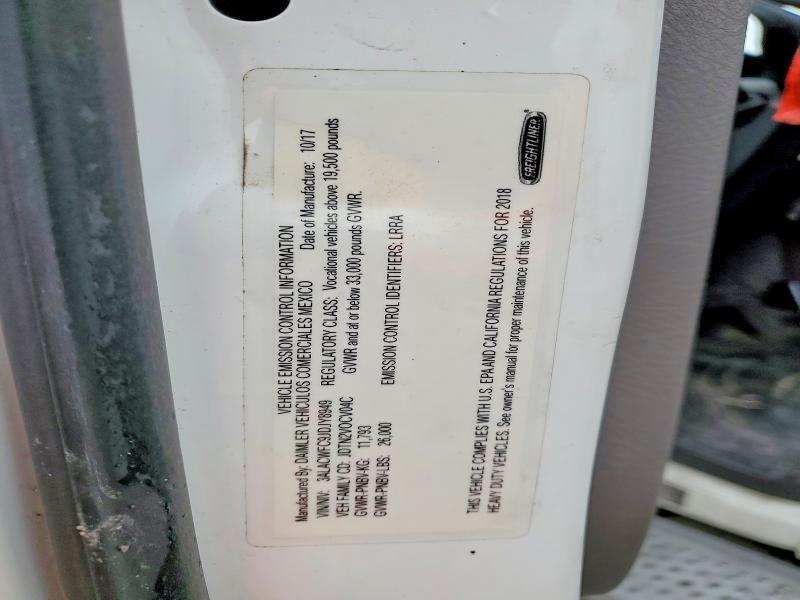 VEHICLE EMISSION CONTROL INFORMATION
Manufactured By: DAIMLER VEHICULOS COMERCIALES MEXICO Date of Manufacture: 10/17
VIN/NIV: 3ALACWFC9JDJY8949 REGULATORY CLASS: Vocational vehicles above 19,500 pounds
VEH FAMILY CD: JDTN2VOCVV4C GVWR and at or below 33,000 pounds GVWR.
GVWR-PNBV-KG: 11,793
GVWR-PNBV-LBS: 26,000 EMISSION CONTROL IDENTIFIERS: LRRA
THIS VEHICLE COMPLIES WITH U.S. EPA AND CALIFORNIA REGULATIONS FOR 2018
HEAVY DUTY VEHICLES. See owner's manual for proper maintenance of this vehicle.
FREIGHTLINER